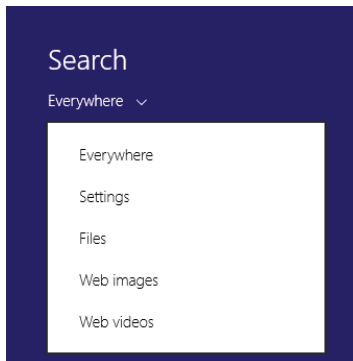 Search
Everywhere
Everywhere
Settings
Files
Web images
Web videos